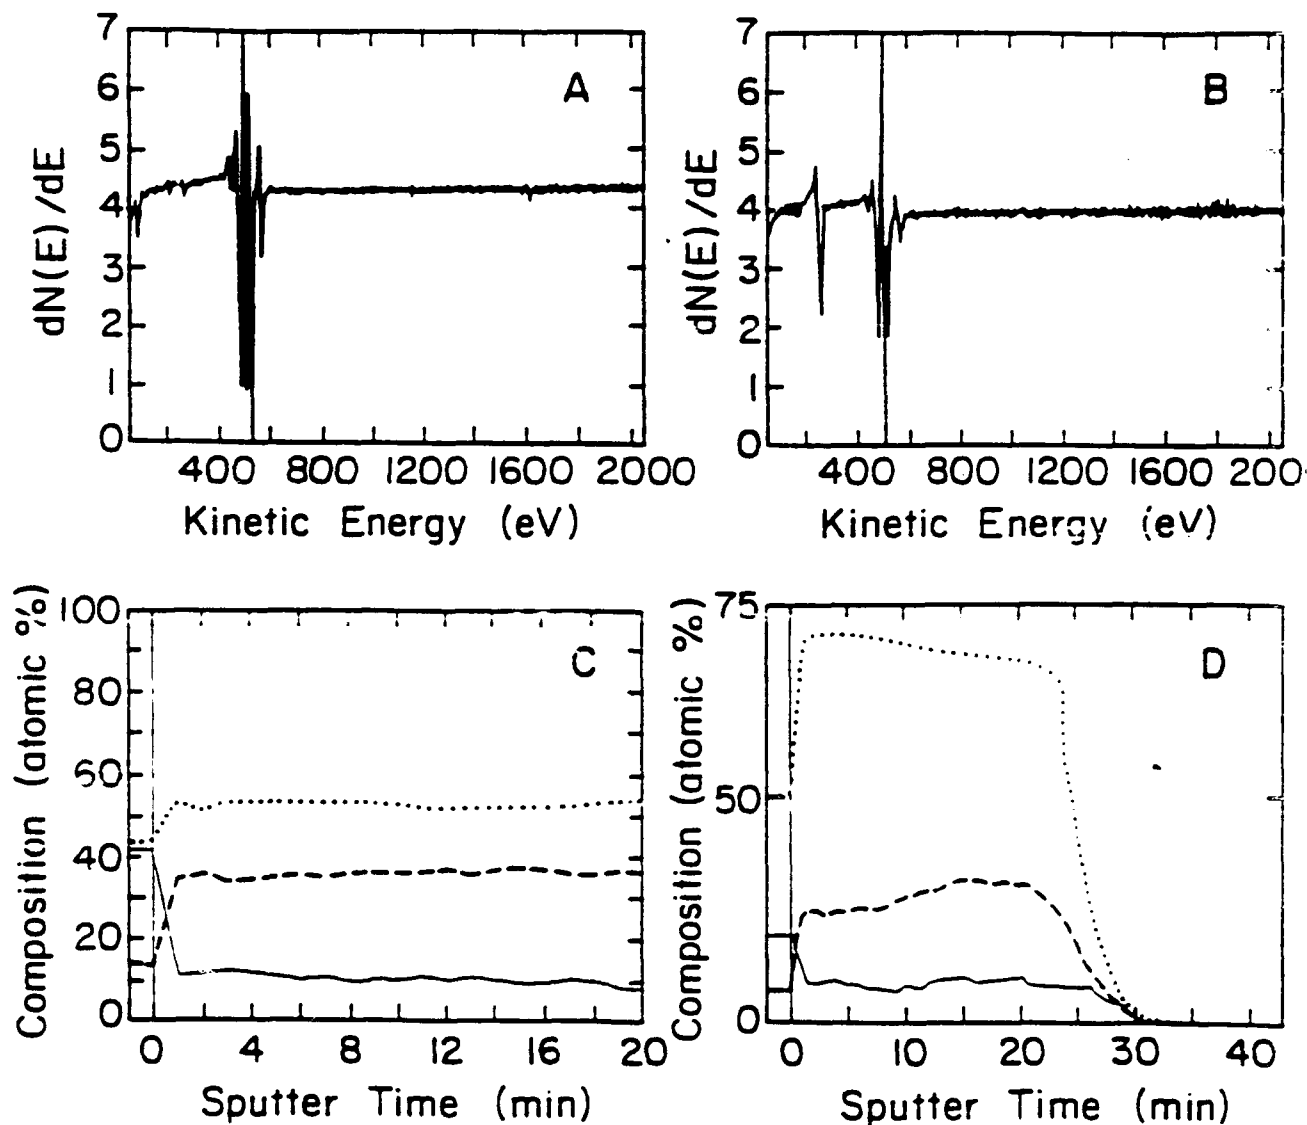 A
7
6
5
4
3
2
1
0
dN(E)/dE
400 800 1200 1600 2000
Kinetic Energy (eV)
B
7
6
5
4
3
2
1
0
dN(E)/dE
400 800 1200 1600 200
Kinetic Energy (eV)
C
100
80
60
40
20
0
Composition (atomic %)
0 4 8 12 16 20
Sputter Time (min)
D
75
50
0
Composition (atomic %)
0 10 20 30 40
Sputter Time (min)